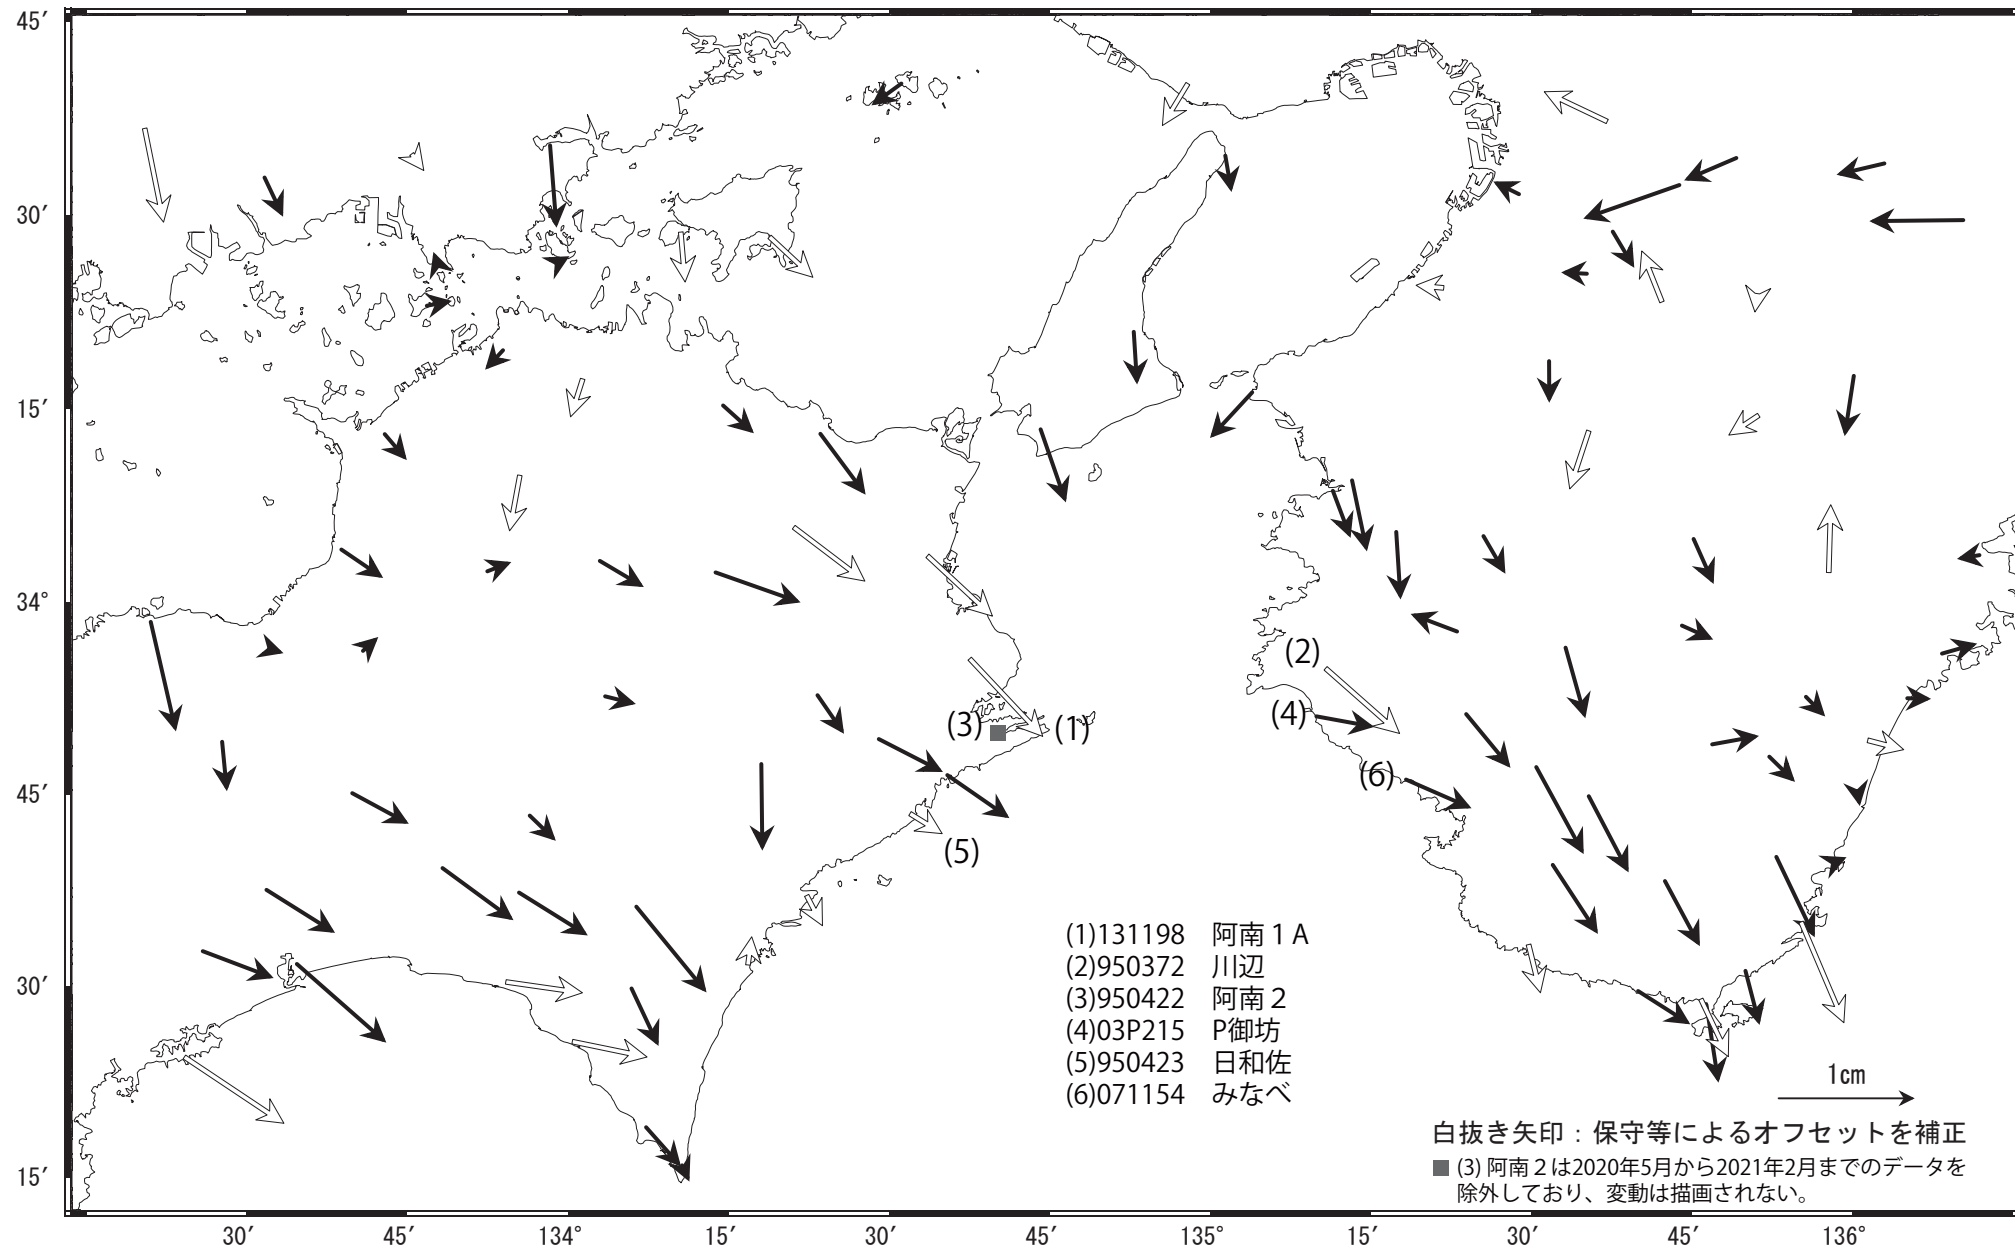 45′
30′
15′
34°
45′
30′
15′
(2)
(3)
(1)
(4)
(6)
(5)
(1)131198 阿南１A
(2)950372 川辺
(3)950422 阿南２
(4)03P215 P御坊
(5)950423 日和佐
(6)071154 みなべ
1cm
白抜き矢印：保守等によるオフセットを補正
(3) 阿南２は2020年5月から2021年2月までのデータを
除外しており、変動は描画されない。
30′ 45′ 134° 15′ 30′ 45′ 135° 15′ 30′ 45′ 136°